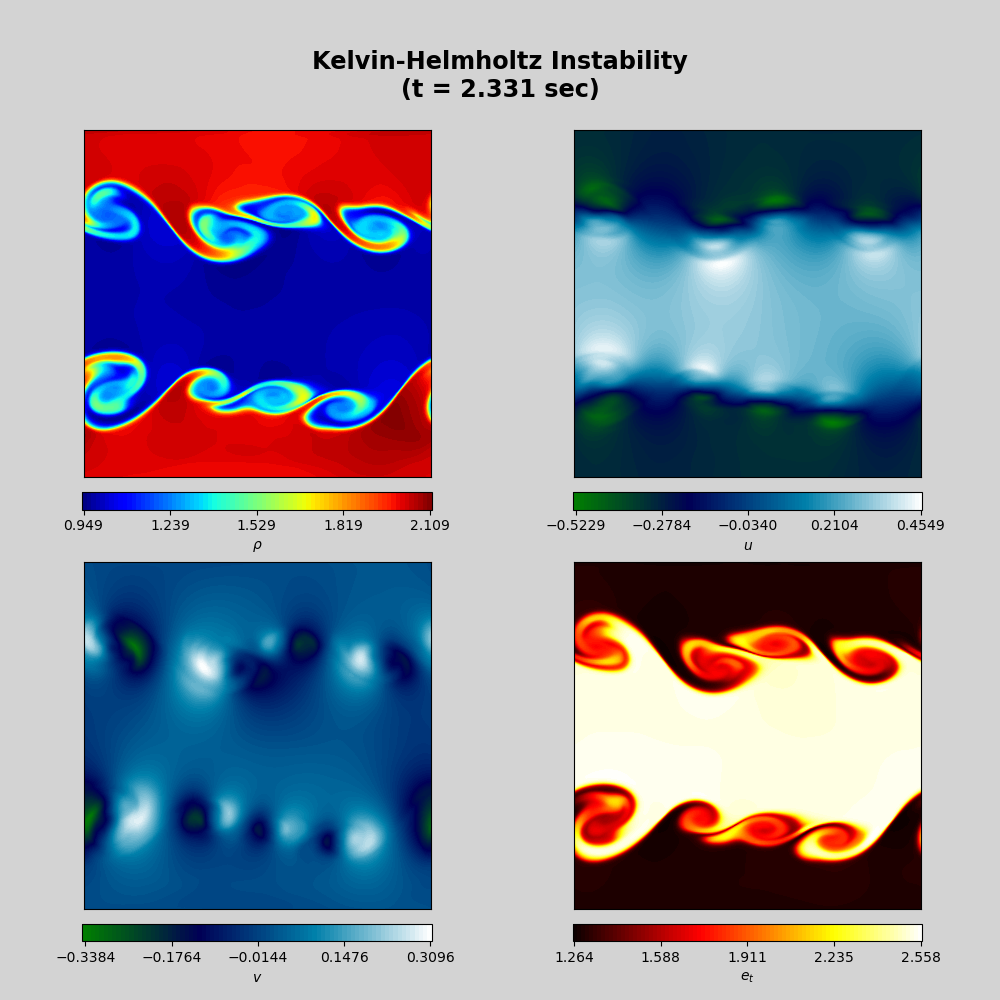 Kelvin-Helmholtz Instability
(t = 2.331 sec)
0.949 1.239 1.529 1.819 2.109
ρ
−0.5229 −0.2784 −0.0340 0.2104 0.4549
u
−0.3384 −0.1764 −0.0144 0.1476 0.3096
v
1.264 1.588 1.911 2.235 2.558
eₜ